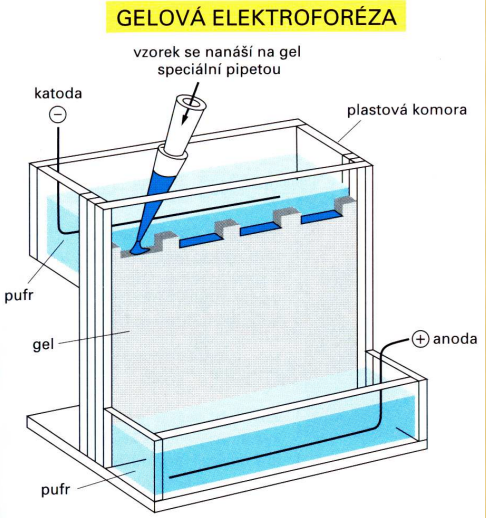 GELOVÁ ELEKTROFORÉZA
vzorek se nanáší na gel
speciální pipetou
katoda
−
plastová komora
pufr
gel
+ anoda
pufr